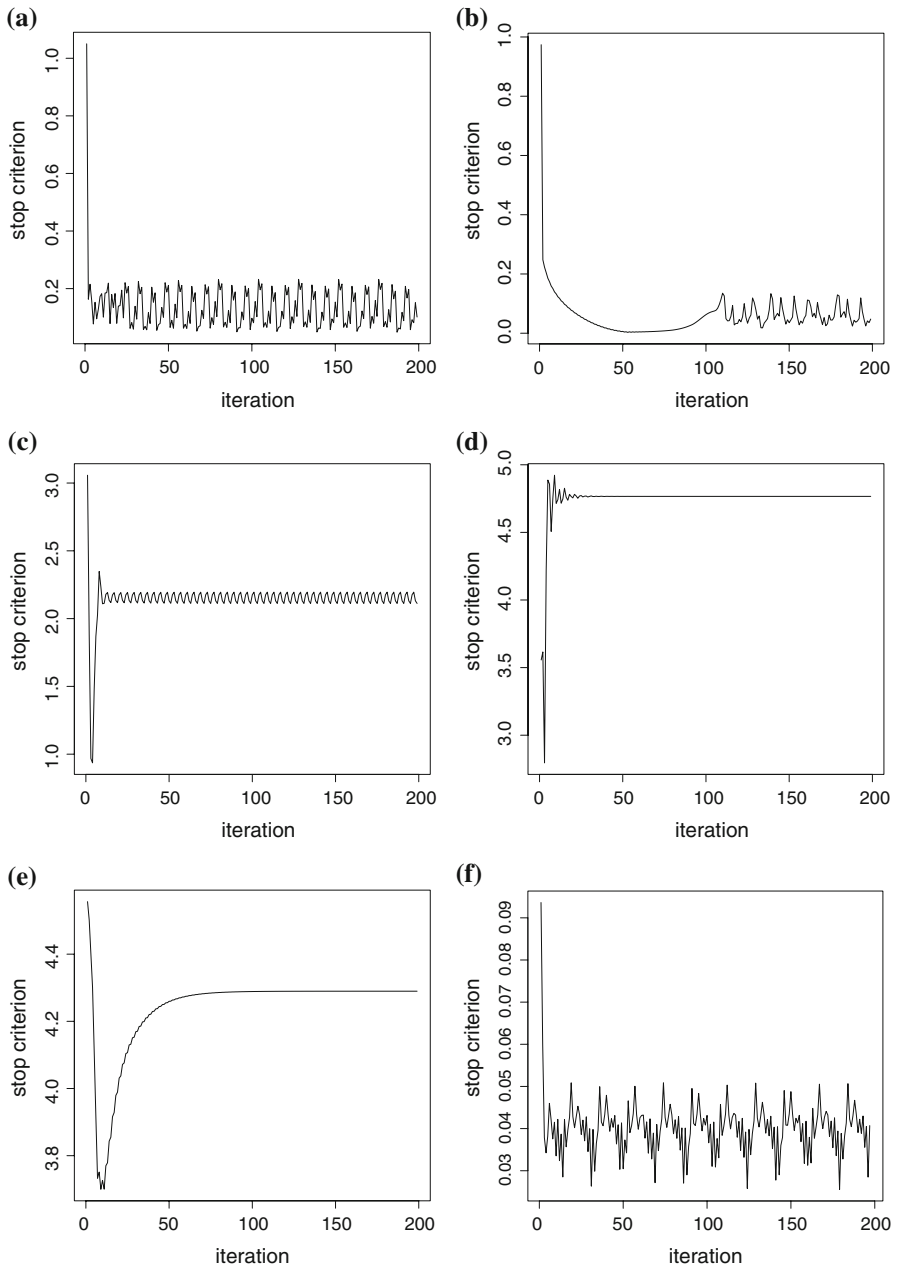 (a)
stop criterion
1.0
0.8
0.6
0.4
0.2
0 50 100 150 200
iteration
(b)
stop criterion
1.0
0.8
0.6
0.4
0.2
0.0
0 50 100 150 200
iteration
(c)
stop criterion
3.0
2.5
2.0
1.5
1.0
0 50 100 150 200
iteration
(d)
stop criterion
5.0
4.5
4.0
3.5
3.0
0 50 100 150 200
iteration
(e)
stop criterion
4.4
4.2
4.0
3.8
0 50 100 150 200
iteration
(f)
stop criterion
0.09
0.08
0.07
0.06
0.05
0.04
0.03
0 50 100 150 200
iteration